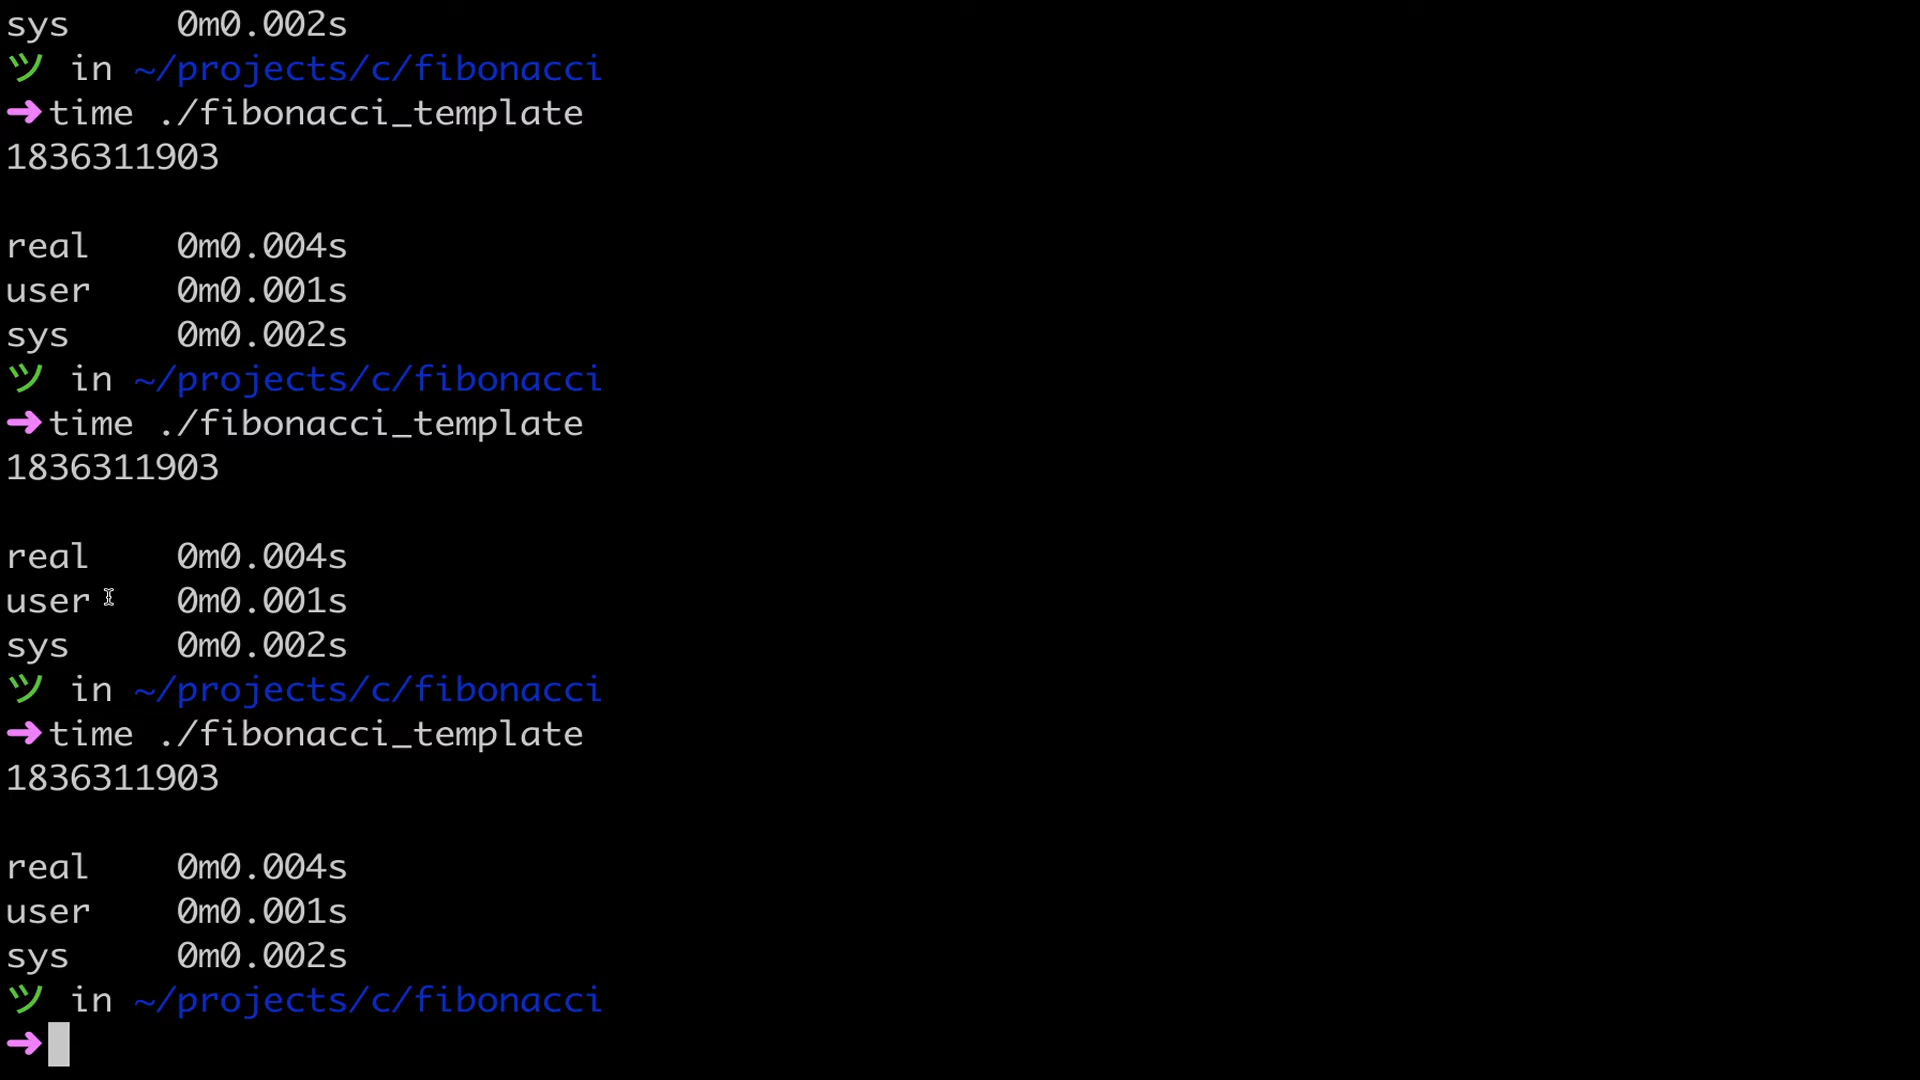 sys     0m0.002s
ツ in ~/projects/c/fibonacci
➜time ./fibonacci_template
1836311903

real    0m0.004s
user    0m0.001s
sys     0m0.002s
ツ in ~/projects/c/fibonacci
➜time ./fibonacci_template
1836311903

real    0m0.004s
user    0m0.001s
sys     0m0.002s
ツ in ~/projects/c/fibonacci
➜time ./fibonacci_template
1836311903

real    0m0.004s
user    0m0.001s
sys     0m0.002s
ツ in ~/projects/c/fibonacci
➜